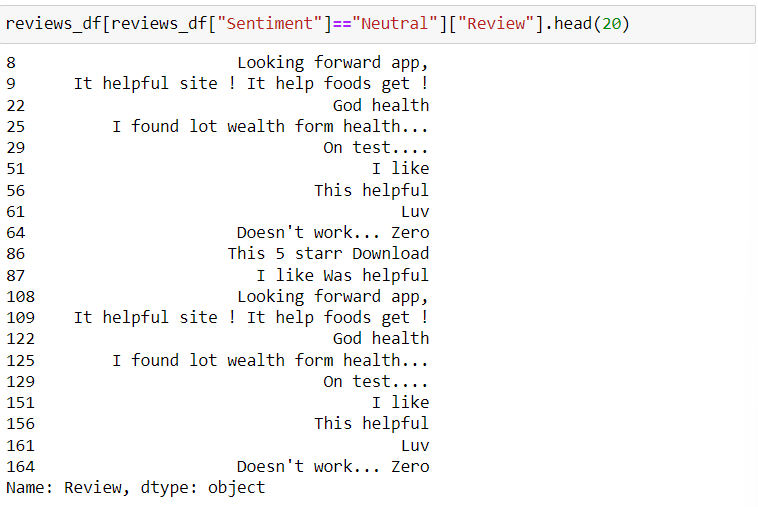 reviews_df[reviews_df["Sentiment"]=="Neutral"]["Review"].head(20)
8 Looking forward app,
9 It helpful site ! It help foods get !
22 God health
25 I found lot wealth form health...
29 On test....
51 I like
56 This helpful
61 Luv
64 Doesn't work... Zero
86 This 5 starr Download
87 I like Was helpful
108 Looking forward app,
109 It helpful site ! It help foods get !
122 God health
125 I found lot wealth form health...
129 On test....
151 I like
156 This helpful
161 Luv
164 Doesn't work... Zero
Name: Review, dtype: object